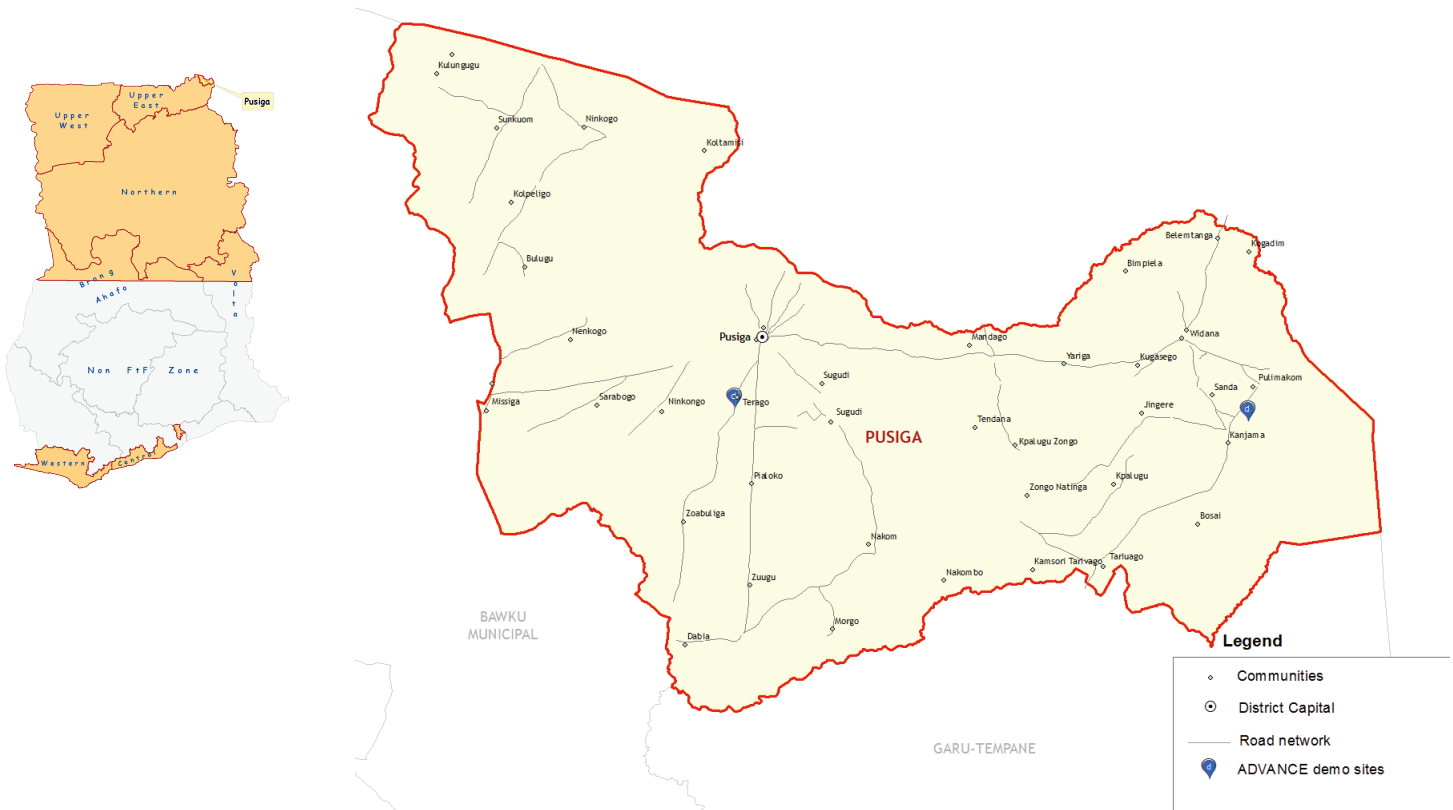 Upper
West
Upper
East
Pusiga
Northern
Brong
Ahafo
Volta
Non FtF Zone
Western
Central
Kulungugu
Sunkuom
Ninkogo
Koltamisi
Kolpeligo
Bulugu
Belemtanga
Kogadim
Bimpiela
Nenkogo
Pusiga
Mandago
Widana
Yariga
Kugasego
Sugudi
Sanda
Pulimakom
Missiga
Sarabogo
Ninkongo
Terago
Sugudi
Jingere
Tendana
PUSIGA
Kpalugu Zongo
Kanjama
Pialoko
Zongo Natinga
Kpalugu
Zoabuliga
Bosai
Nakom
Kamsori Tarivago
Tariuago
Zuugu
Nakombo
Morgo
Dabia
BAWKU
MUNICIPAL
GARU-TEMPANE
Legend
Communities
District Capital
Road network
d ADVANCE demo sites
d
d